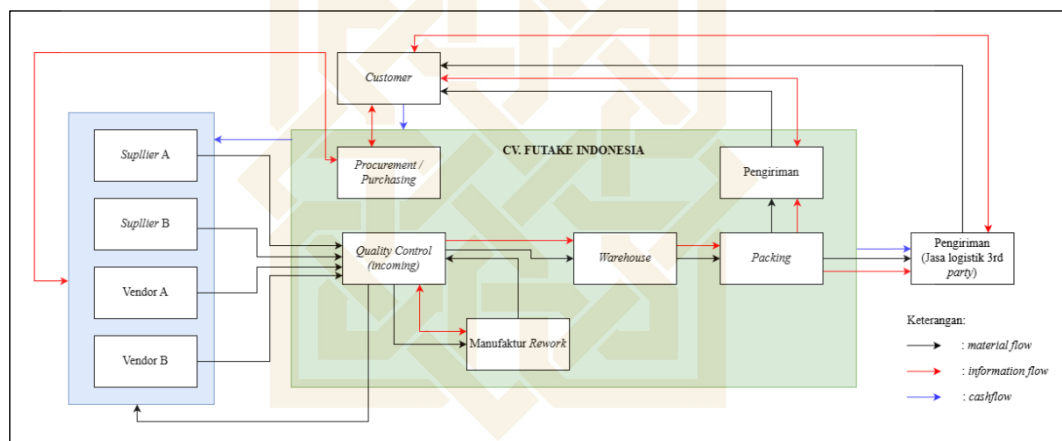 Customer
CV. FUTAKE INDONESIA
Supllier A
Procurement /
Purchasing
Pengiriman
Supllier B
Quality Control
(incoming)
Warehouse
Packing
Pengiriman
(Jasa logistik 3rd
party)
Vendor A
Vendor B
Manufaktur Rework
Keterangan:
: material flow
: information flow
: cashflow